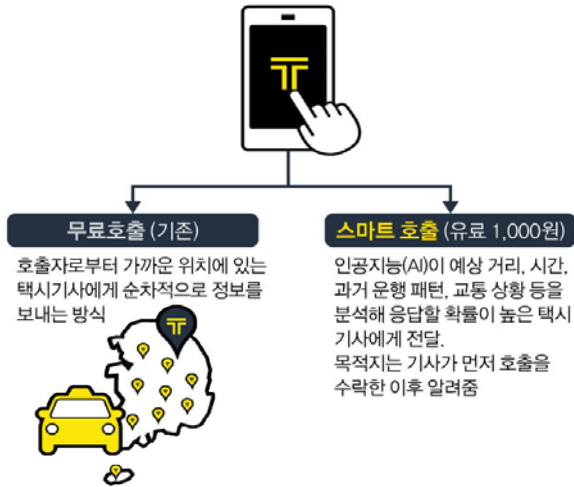 무료호출 (기존)
호출자로부터 가까운 위치에 있는
택시기사에게 순차적으로 정보를
보내는 방식
스마트 호출 (유료 1,000원)
인공지능(AI)이 예상 거리, 시간,
과거 운행 패턴, 교통 상황 등을
분석해 응답할 확률이 높은 택시
기사에게 전달.
목적지는 기사가 먼저 호출을
수락한 이후 알려줌